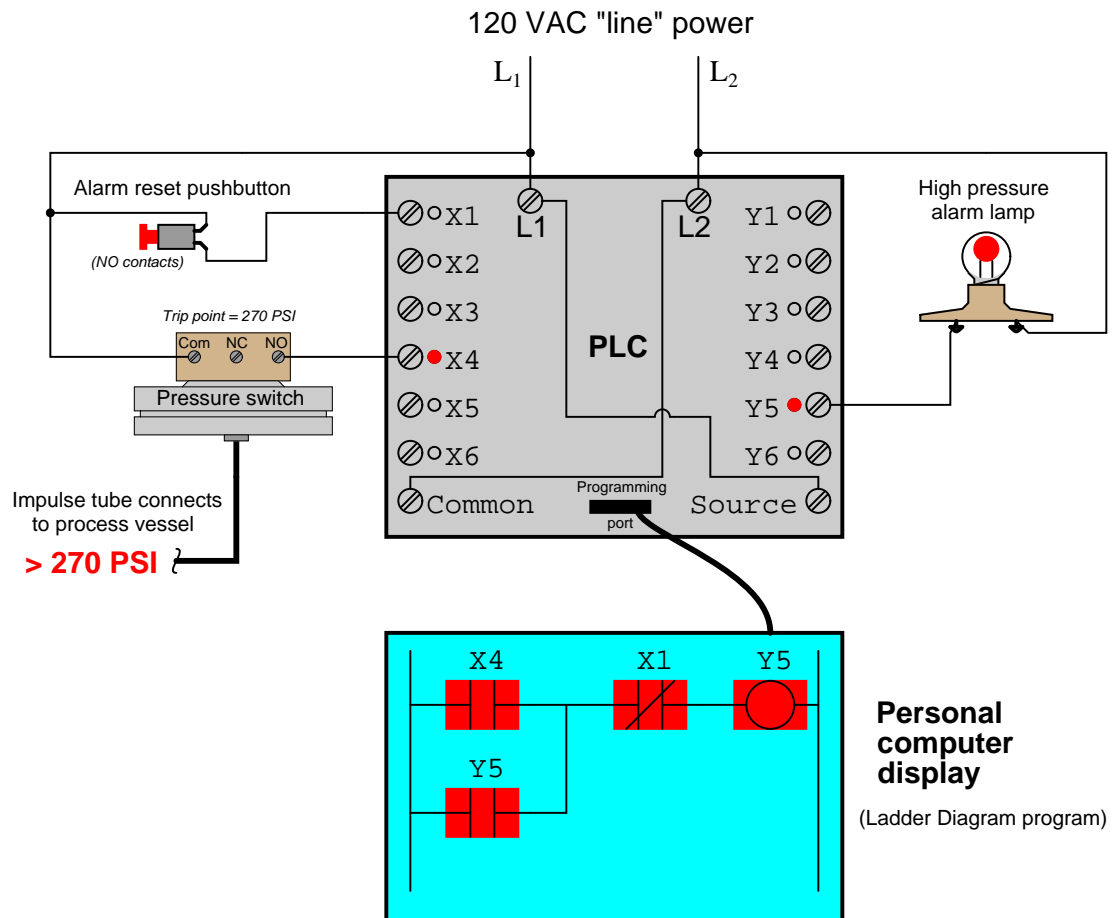 120 VAC "line" power
L1
L2
Alarm reset pushbutton
(NO contacts)
Trip point = 270 PSI
Com NC NO
Pressure switch
Impulse tube connects
to process vessel
> 270 PSI
L1
L2
X1
X2
X3
X4
X5
X6
Common
PLC
Programming
port
Y1
Y2
Y3
Y4
Y5
Y6
Source
High pressure
alarm lamp
X4
X1
Y5
Y5
Personal
computer
display
(Ladder Diagram program)